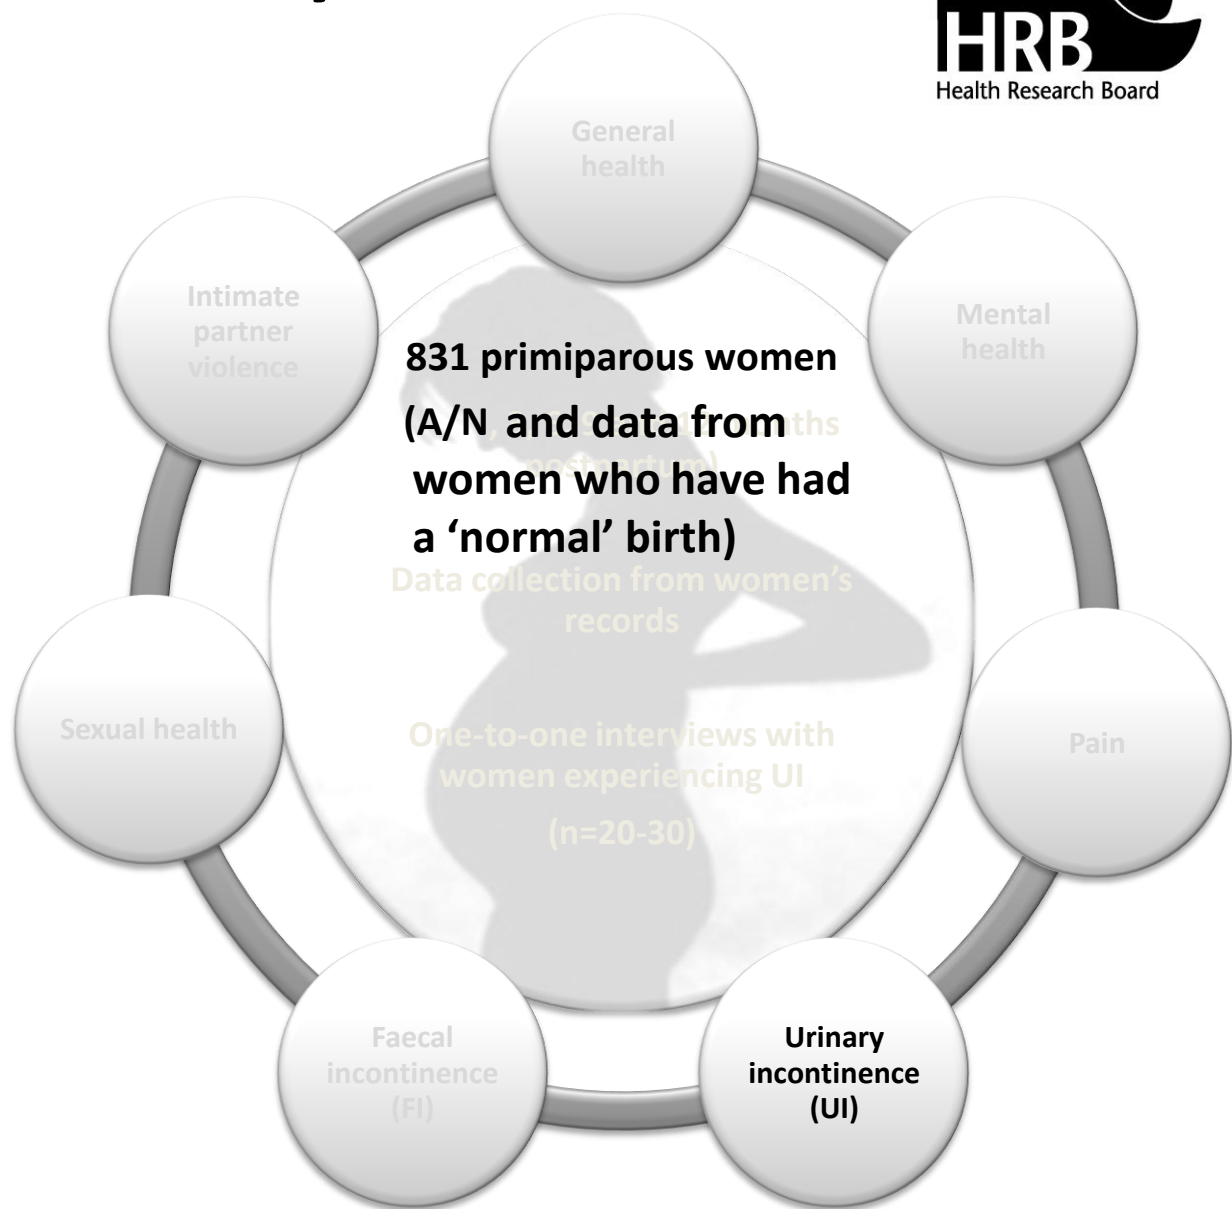 HRB
Health Research Board
General
health
Intimate
partner
violence
Mental
health
831 primiparous women
(A/N and data from
women who have had
a ‘normal’ birth)
Data collection from women’s
records
Sexual health
One-to-one interviews with
women experiencing UI
(n=20-30)
Pain
Faecal
incontinence
(FI)
Urinary
incontinence
(UI)